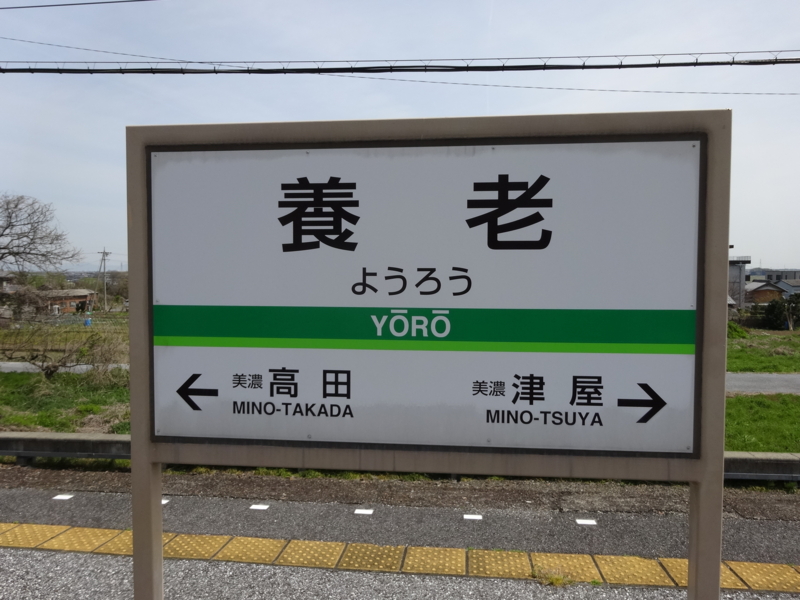 養老
ようろう
YŌRŌ
← 美濃高田
MINO-TAKADA
美濃津屋 →
MINO-TSUYA